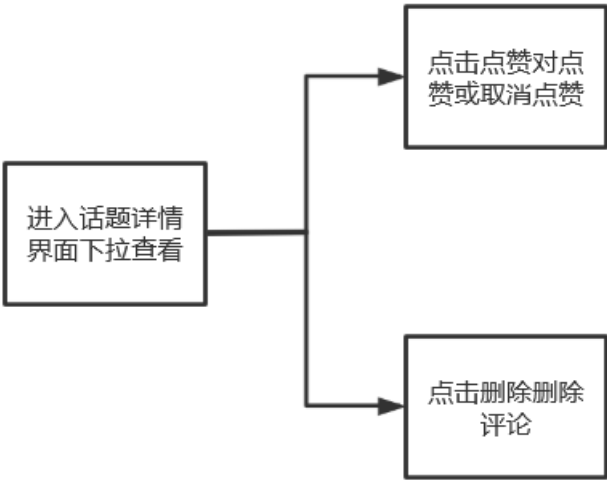 点击点赞对点
赞或取消点赞
进入话题详情
界面下拉查看
点击删除删除
评论